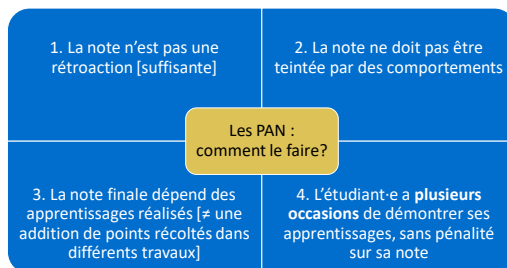 1. La note n'est pas une
rétroaction [suffisante]
2. La note ne doit pas être
teintée par des comportements
Les PAN :
comment le faire?
3. La note finale dépend des
apprentissages réalisés [≠ une
addition de points récoltés dans
différents travaux]
4. L'étudiant·e a plusieurs
occasions de démontrer ses
apprentissages, sans pénalité
sur sa note